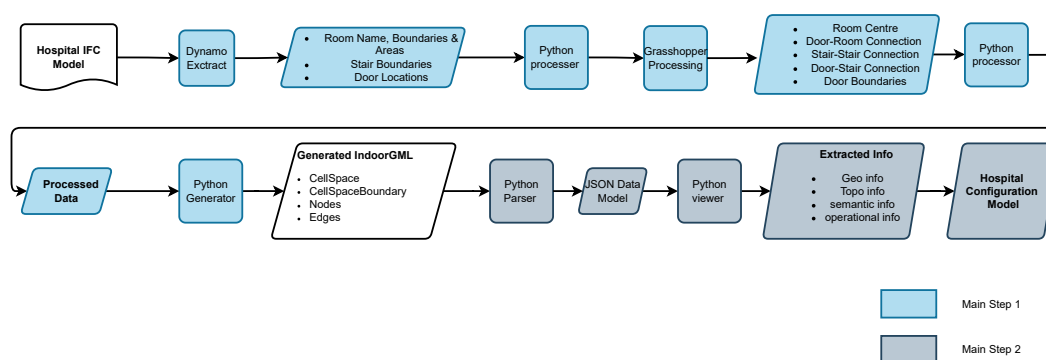 Hospital IFC
Model
Dynamo
Exctract
• Room Name, Boundaries &
Areas
• Stair Boundaries
• Door Locations
Python
processer
Grasshopper
Processing
• Room Centre
• Door-Room Connection
• Stair-Stair Connection
• Door-Stair Connection
• Door Boundaries
Python
processor
Processed
Data
Python
Generator
Generated IndoorGML
• CellSpace
• CellSpaceBoundary
• Nodes
• Edges
Python
Parser
JSON Data
Model
Python
viewer
Extracted Info
• Geo info
• Topo info
• semantic info
• operational info
Hospital
Configuration
Model
Main Step 1
Main Step 2